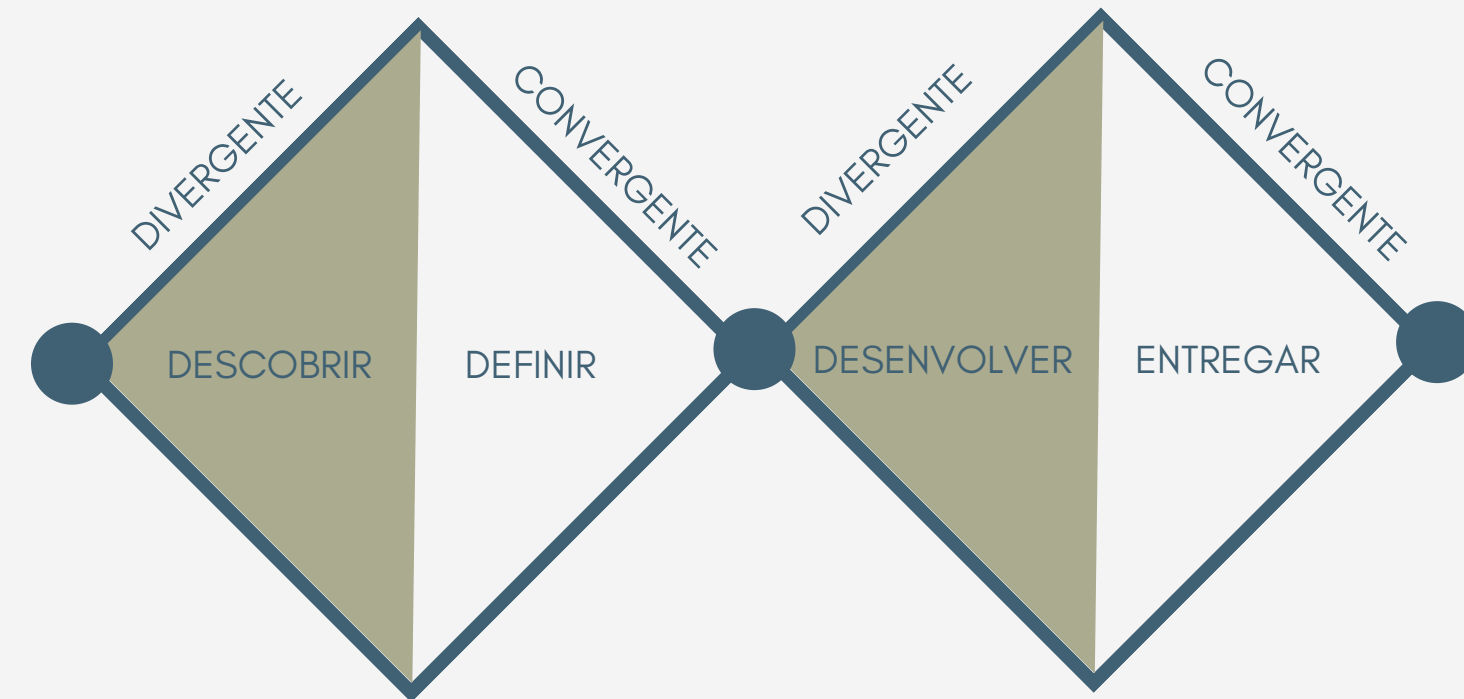 DIVERGENTE
CONVERGENTE
DIVERGENTE
CONVERGENTE
DESCOBRIR
DEFINIR
DESENVOLVER
ENTREGAR